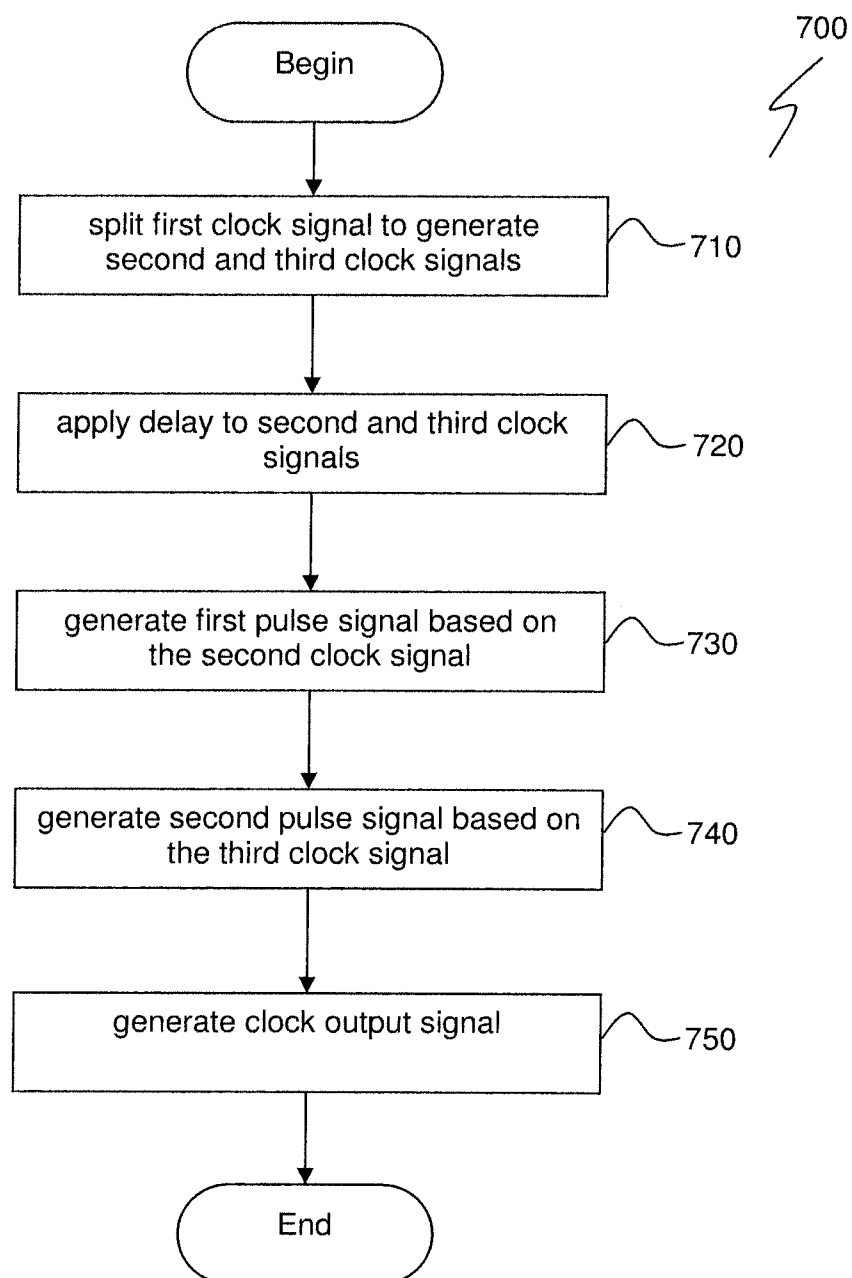 700
Begin
split first clock signal to generate
second and third clock signals
710
apply delay to second and third clock
signals
720
generate first pulse signal based on
the second clock signal
730
generate second pulse signal based on
the third clock signal
740
generate clock output signal
750
End